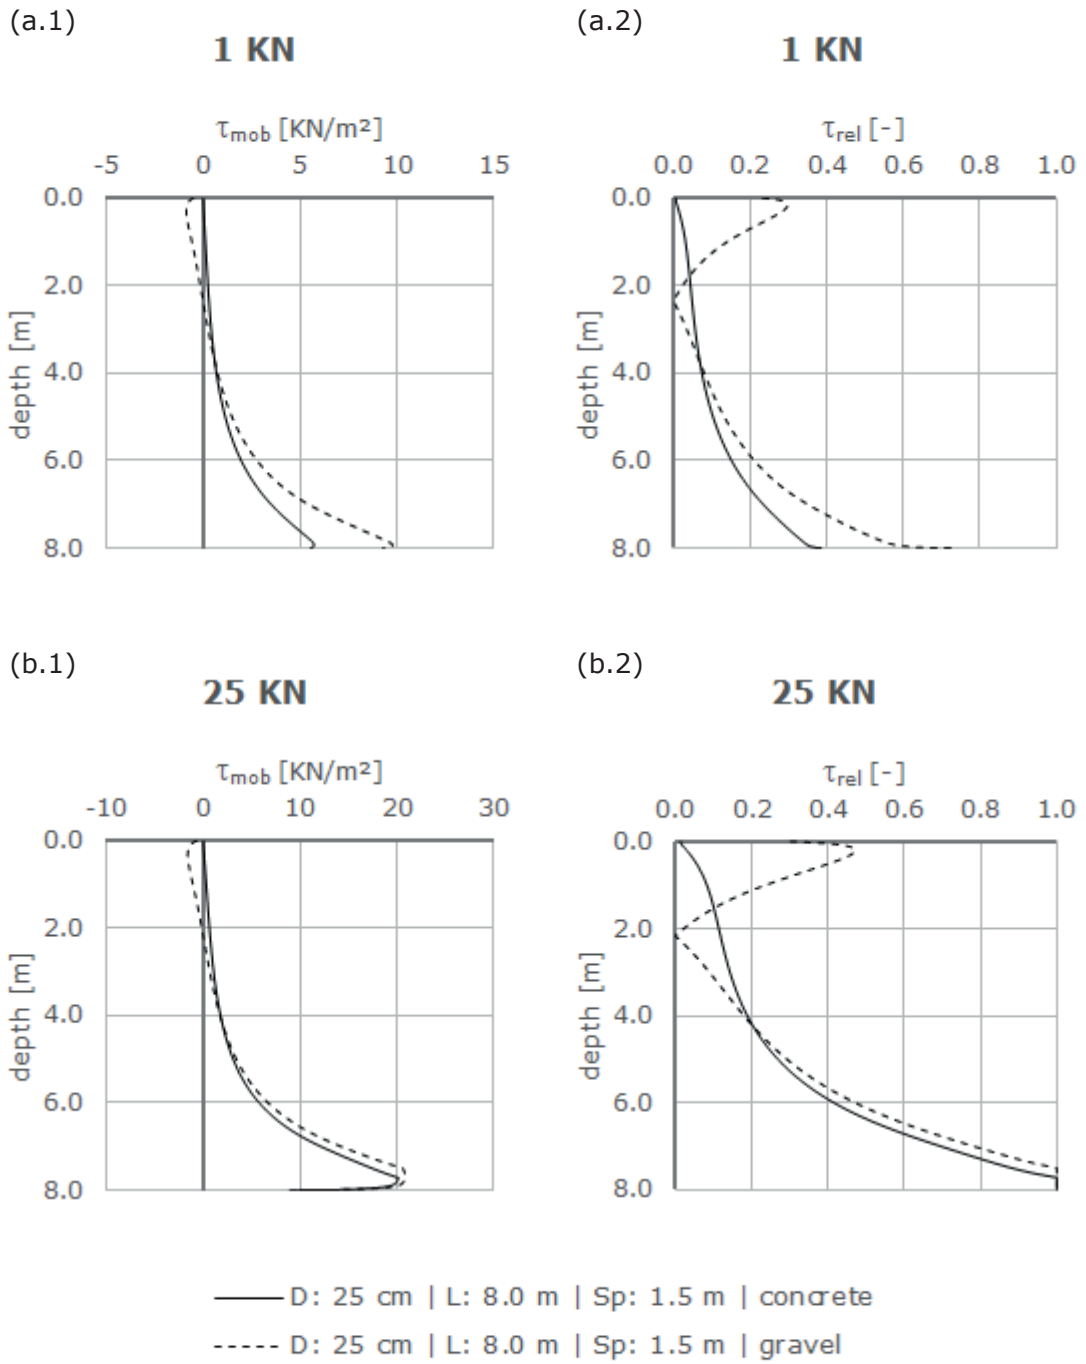 (a.1)
1 KN
τmob [KN/m²]
-5 0 5 10 15
0.0
2.0
4.0
6.0
8.0
depth [m]
(a.2)
1 KN
τrel [-]
0.0 0.2 0.4 0.6 0.8 1.0
0.0
2.0
4.0
6.0
8.0
depth [m]
(b.1)
25 KN
τmob [KN/m²]
-10 0 10 20 30
0.0
2.0
4.0
6.0
8.0
depth [m]
(b.2)
25 KN
τrel [-]
0.0 0.2 0.4 0.6 0.8 1.0
0.0
2.0
4.0
6.0
8.0
depth [m]
D: 25 cm | L: 8.0 m | Sp: 1.5 m | concrete
D: 25 cm | L: 8.0 m | Sp: 1.5 m | gravel